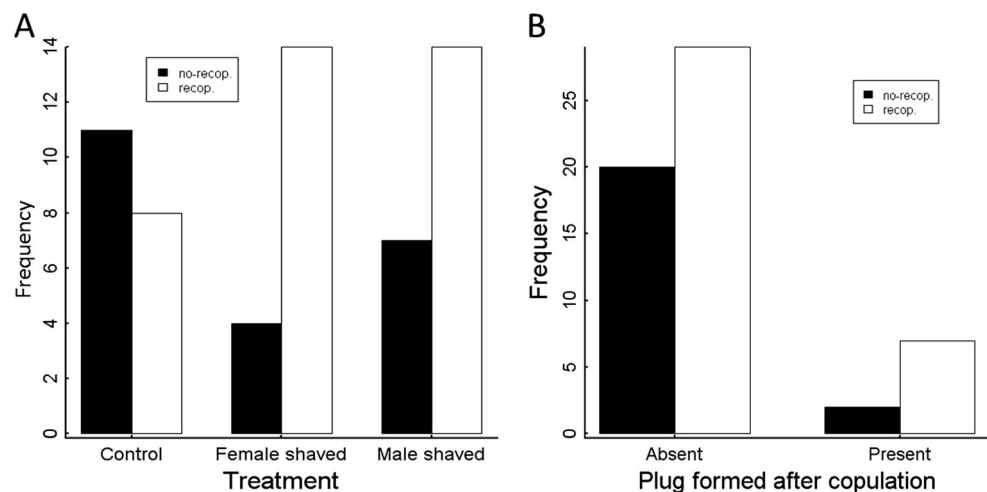 A
Frequency
14
12
10
8
6
4
2
0
no-recop.
recop.
Control Female shaved Male shaved
Treatment
B
Frequency
25
20
15
10
5
0
no-recop.
recop.
Absent Present
Plug formed after copulation